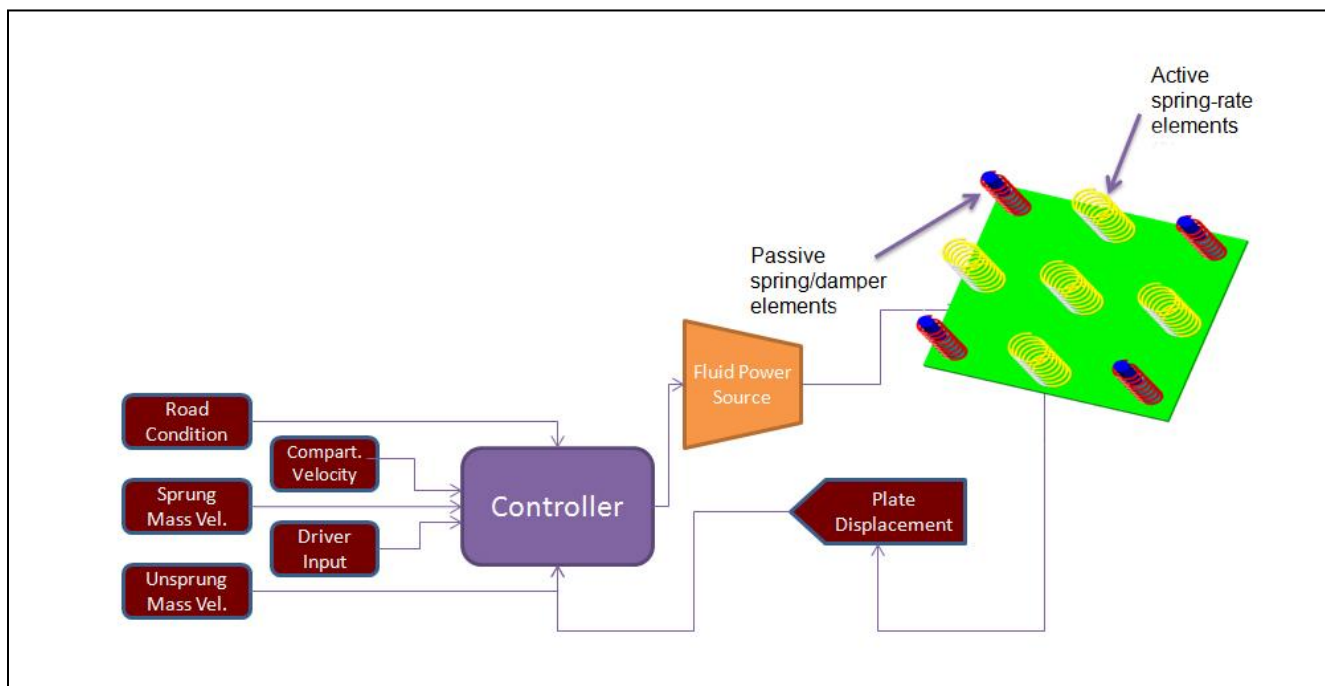 Active
spring-rate
elements
Passive
spring/damper
elements
Fluid Power
Source
Road
Condition
Compart.
Velocity
Sprung
Mass Vel.
Driver
Input
Unsprung
Mass Vel.
Controller
Plate
Displacement